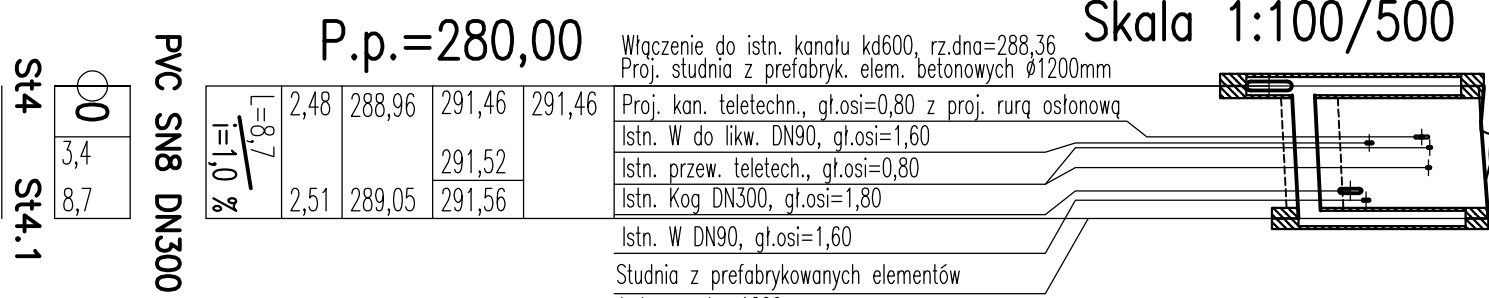 P.p.=280,00
Skala 1:100/500
Włączenie do istn. kanału kd600, rz.dna=288,36
Proj. studnia z prefabryk. elem. betonowych ø1200mm
St4
St4.1
00
3,4
8,7
PVC SN8 DN300
L=8,7
i=1,0 %
2,48
288,96
291,46
291,46
291,52
2,51
289,05
291,56
Proj. kan. teletechn., gł.osi=0,80 z proj. rurą osłonową
Istn. W do likw. DN90, gł.osi=1,60
Istn. przew. teletech., gł.osi=0,80
Istn. Kog DN300, gł.osi=1,80
Istn. W DN90, gł.osi=1,60
Studnia z prefabrykowanych elementów